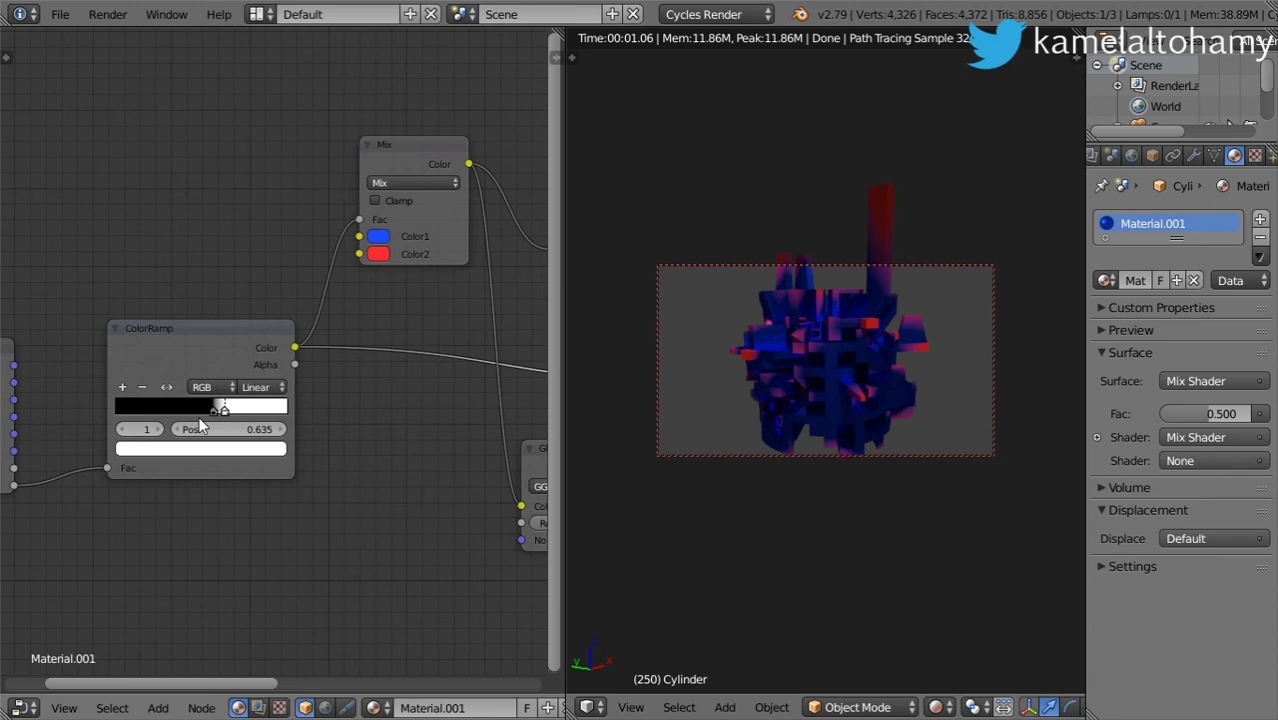 File Render Window Help Default Scene Cycles Render v2.79 | Verts:4,326 | Faces:4,372 | Tris:8,856 | Objects:1/3 | Lamps:0/1 | Mem:38.89M
Time:00:01.06 | Mem:11.86M, Peak:11.86M | Done | Path Tracing Sample 32
kamelaltohamy
Scene
RenderLa
World
Mix
Color
Mix
Clamp
Fac
Color1
Color2
ColorRamp
Color
Alpha
RGB Linear
1 Pos: 0.635
Fac
GG
No
Material.001
(250) Cylinder
View Select Add Node Material.001 F
View Select Add Object Object Mode
Cyli Materi
Material.001
Mat F Data
Custom Properties
Preview
Surface
Surface: Mix Shader
Fac: 0.500
Shader: Mix Shader
Shader: None
Volume
Displacement
Displace Default
Settings